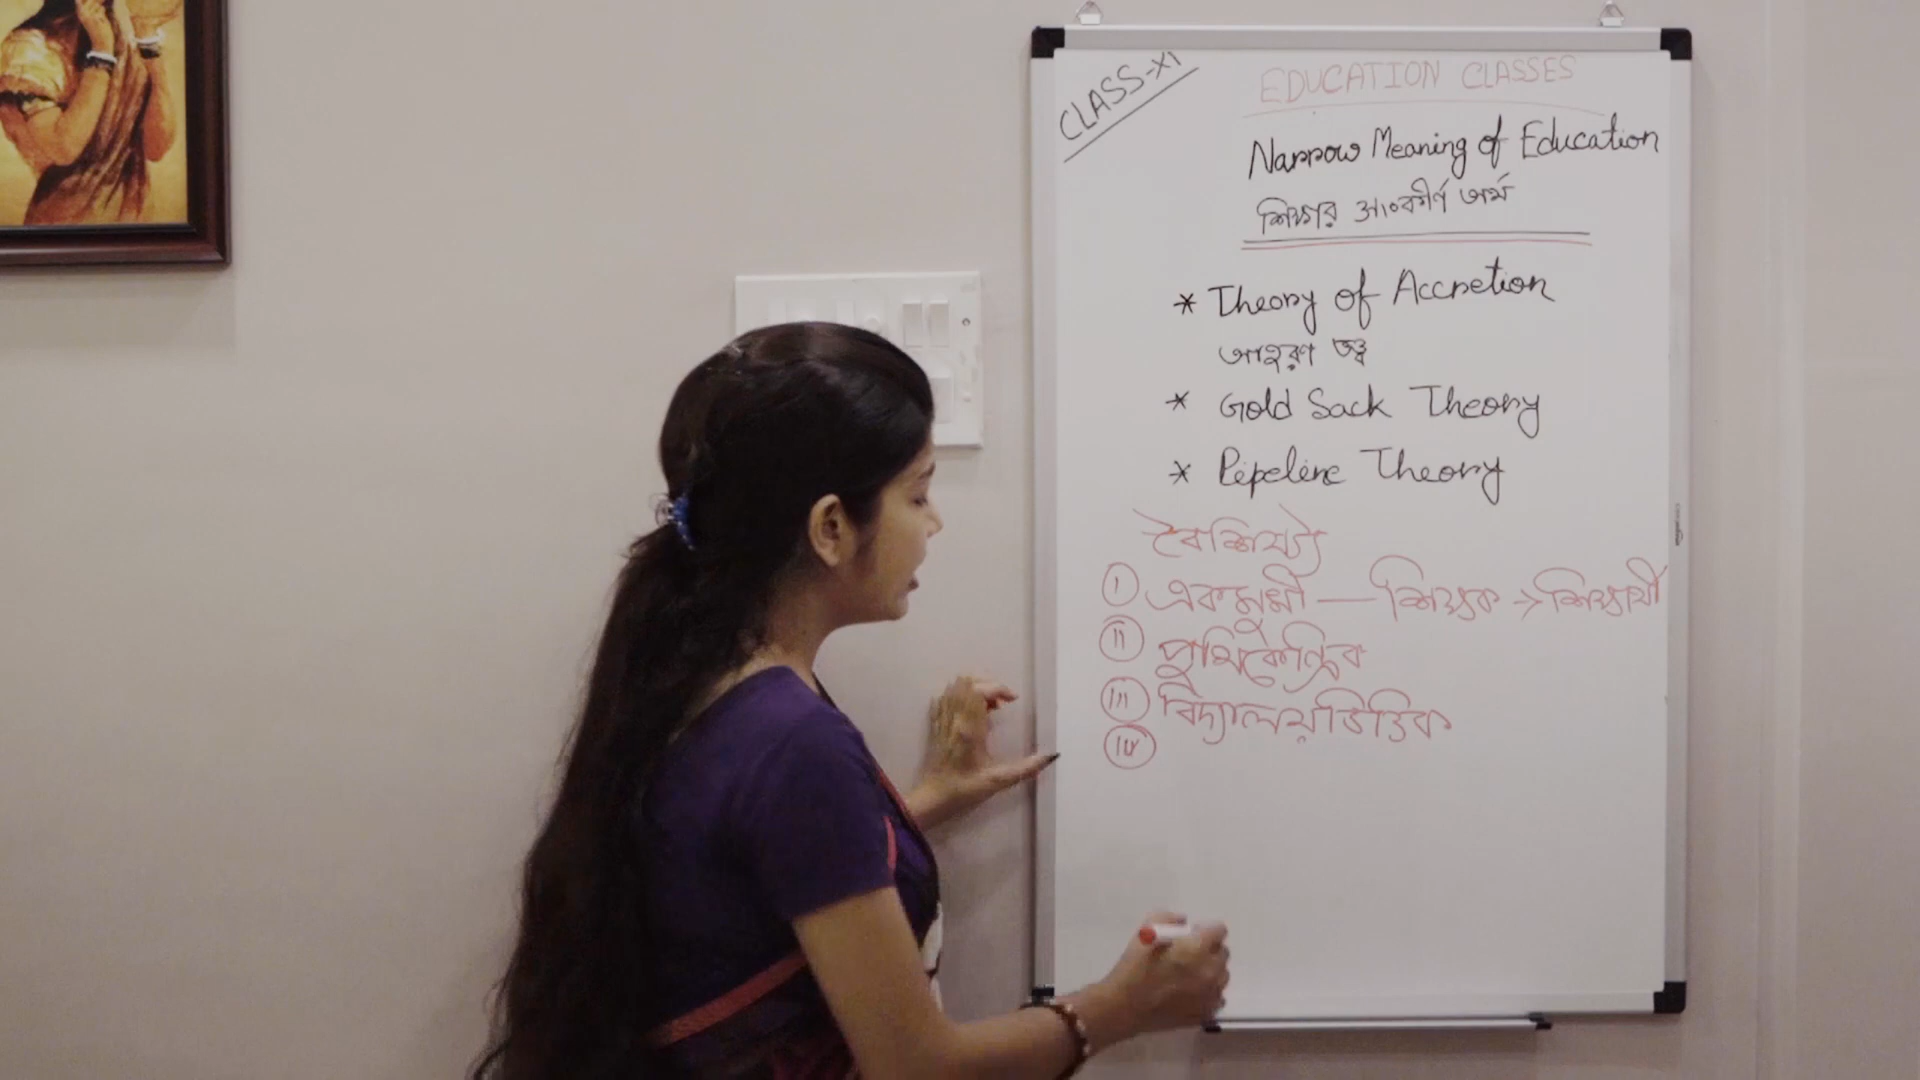 CLASS-XI
EDUCATION CLASSES
Narrow Meaning of Education
শিক্ষার সংকীর্ণ অর্থ
* Theory of Accretion
আহরণ তত্ত্ব
* Gold Sack Theory
* Pipeline Theory
বৈশিষ্ট্য
(i) একমুখী — শিক্ষক → শিক্ষার্থী
(ii) পুথিকেন্দ্রিক
(iii) বিদ্যালয়ভিত্তিক
(iv)